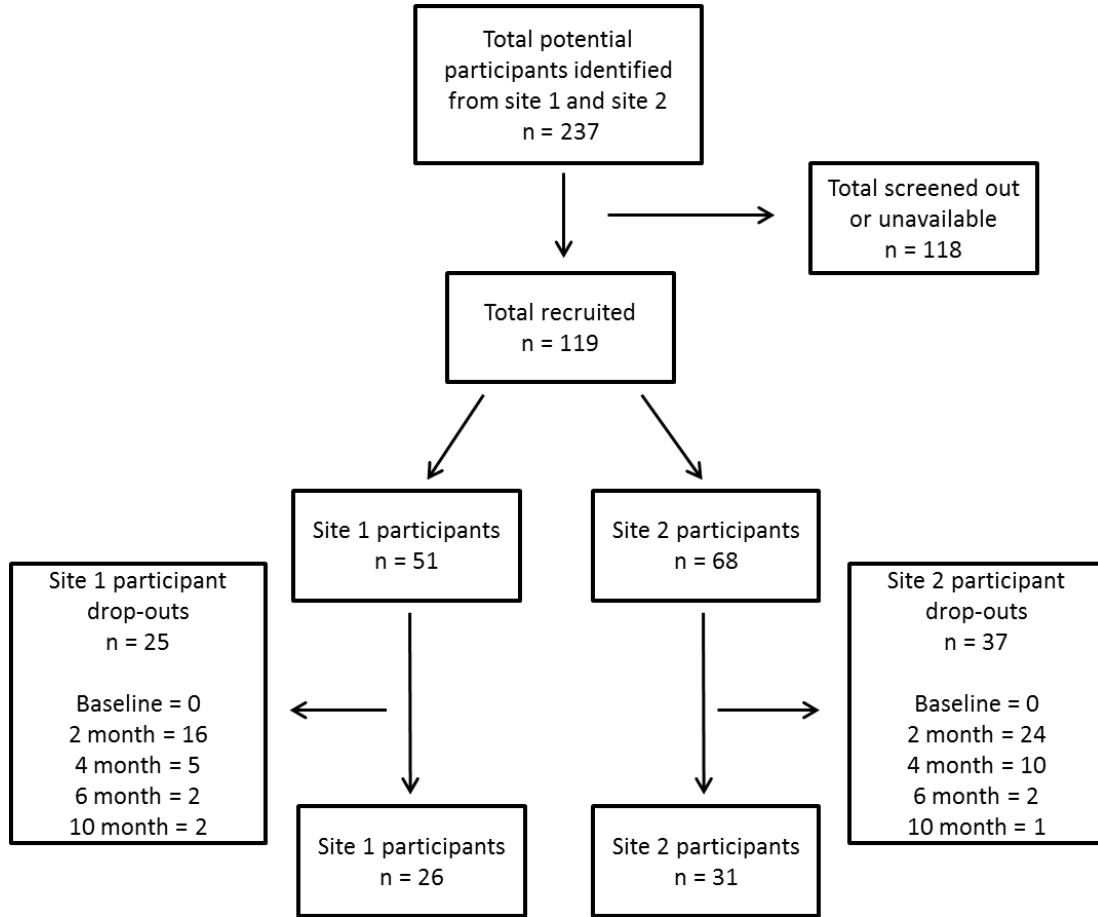 Total potential
participants identified
from site 1 and site 2
n = 237
Total screened out
or unavailable
n = 118
Total recruited
n = 119
Site 1 participants
n = 51
Site 2 participants
n = 68
Site 1 participant
drop-outs
n = 25
Baseline = 0
2 month = 16
4 month = 5
6 month = 2
10 month = 2
Site 2 participant
drop-outs
n = 37
Baseline = 0
2 month = 24
4 month = 10
6 month = 2
10 month = 1
Site 1 participants
n = 26
Site 2 participants
n = 31